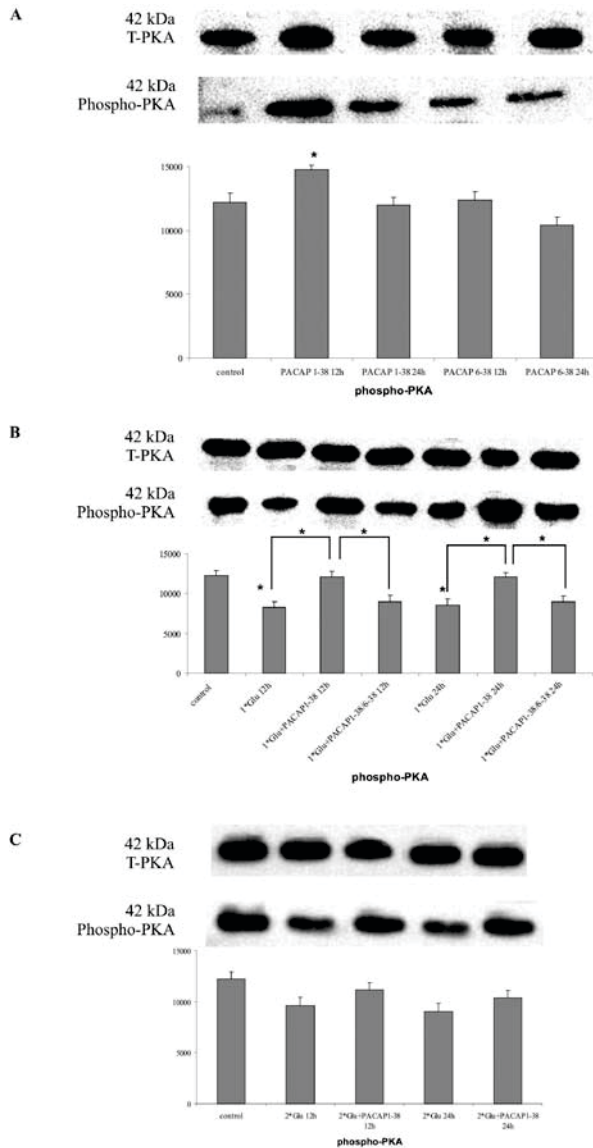 A
42 kDa
T-PKA
42 kDa
Phospho-PKA
*
15000
10000
5000
0
control PACAP 1-38 12h PACAP 1-38 24h PACAP 6-38 12h PACAP 6-38 24h
phospho-PKA
B
42 kDa
T-PKA
42 kDa
Phospho-PKA
* * * *
* *
15000
10000
5000
0
control 1*Glu 12h 1*Glu+PACAP1-38 12h 1*Glu+PACAP1-38/6-38 12h 1*Glu 24h 1*Glu+PACAP1-38 24h 1*Glu+PACAP1-38/6-38 24h
phospho-PKA
C
42 kDa
T-PKA
42 kDa
Phospho-PKA
15000
10000
5000
0
control 2*Glu 12h 2*Glu+PACAP1-38 12h 2*Glu 24h 2*Glu+PACAP1-38 24h
phospho-PKA